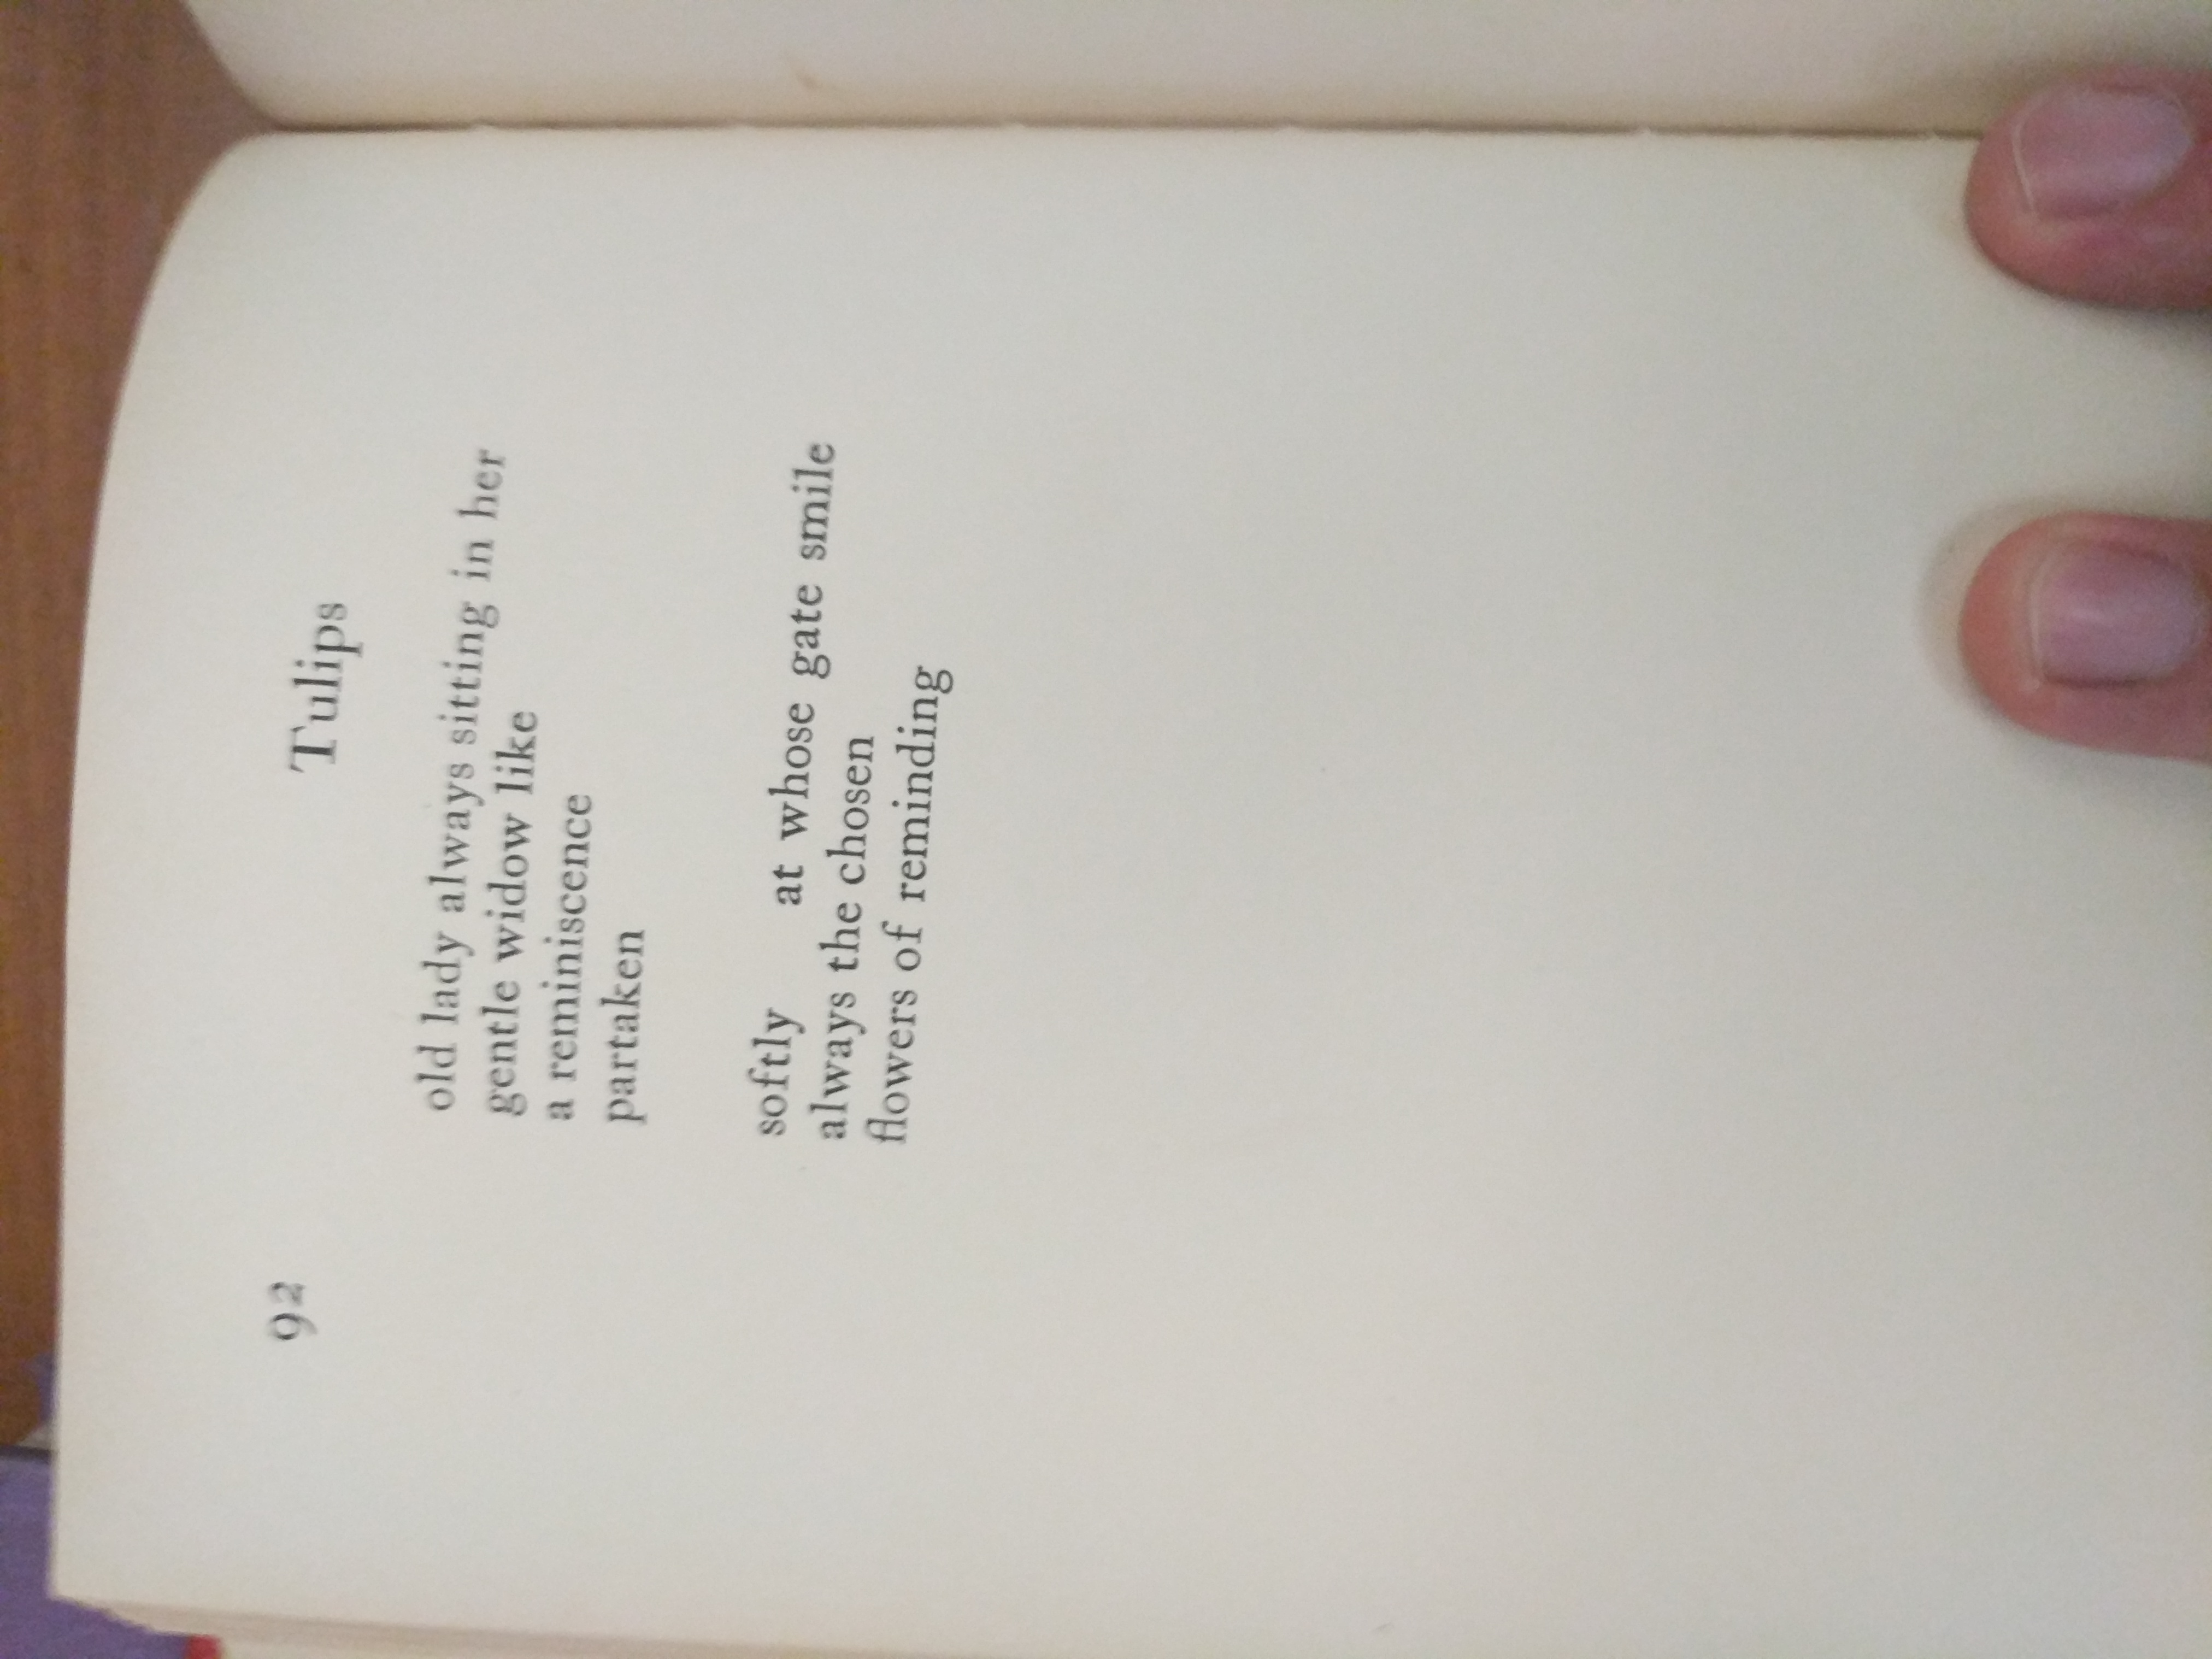 92 Tulips
old lady always sitting in her
gentle widow like
a reminiscence
partaken
softly at whose gate smile
always the chosen
flowers of reminding